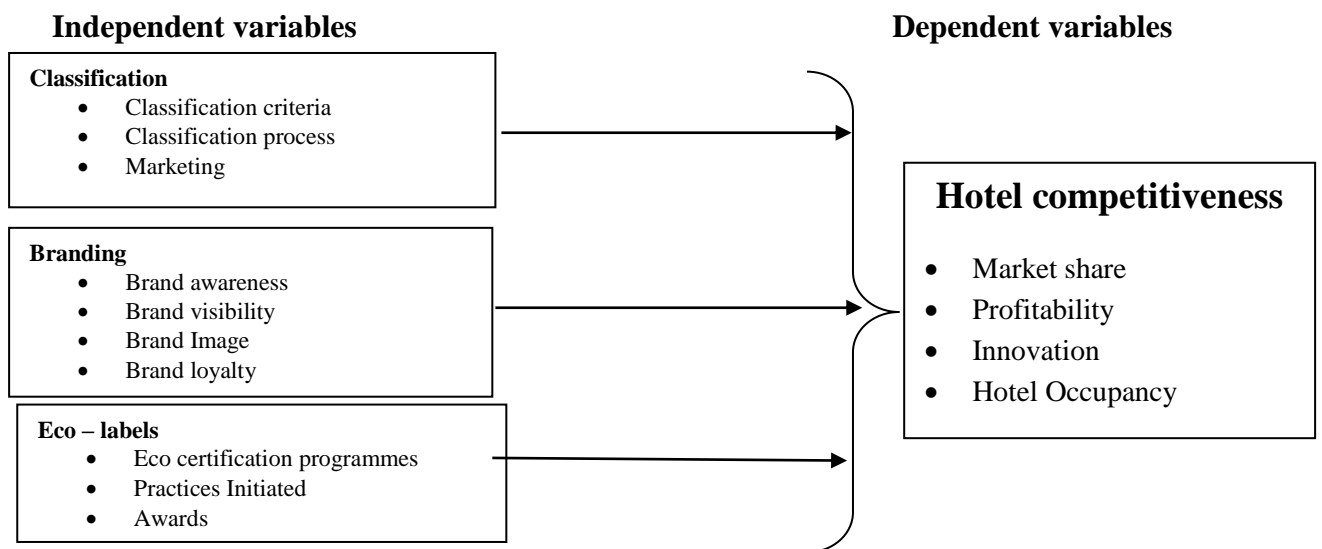 Independent variables
Dependent variables
Classification
• Classification criteria
• Classification process
• Marketing
Branding
• Brand awareness
• Brand visibility
• Brand Image
• Brand loyalty
Eco – labels
• Eco certification programmes
• Practices Initiated
• Awards
Hotel competitiveness
• Market share
• Profitability
• Innovation
• Hotel Occupancy